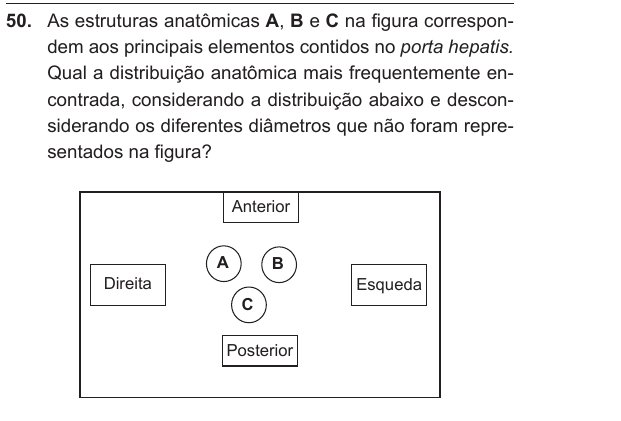 50. As estruturas anatômicas A, B e C na figura correspon-
dem aos principais elementos contidos no porta hepatis.
Qual a distribuição anatômica mais frequentemente en-
contrada, considerando a distribuição abaixo e descon-
siderando os diferentes diâmetros que não foram repre-
sentados na figura?
Anterior
A B
Direita Esqueda
C
Posterior